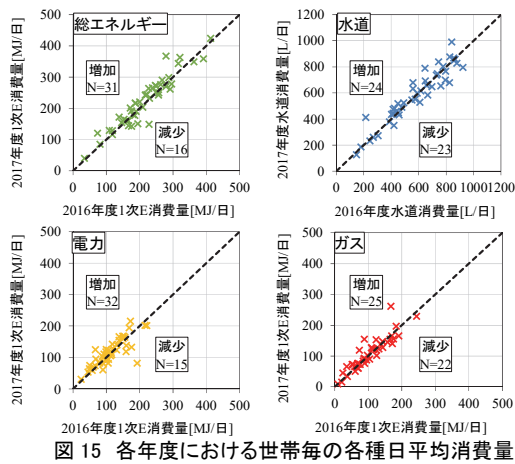 総エネルギー
2017年度1次E消費量[MJ/日]
500
400
300
200
100
0
増加
N=31
減少
N=16
0 100 200 300 400 500
2016年度1次E消費量[MJ/日]
水道
2017年度水道消費量[L/日]
1200
1000
800
600
400
200
0
増加
N=24
減少
N=23
0 200 400 600 800 1000 1200
2016年度水道消費量[L/日]
電力
2017年度1次E消費量[MJ/日]
500
400
300
200
100
0
増加
N=32
減少
N=15
0 100 200 300 400 500
2016年度1次E消費量[MJ/日]
ガス
2017年度1次E消費量[MJ/日]
500
400
300
200
100
0
増加
N=25
減少
N=22
0 100 200 300 400 500
2016年度1次E消費量[MJ/日]
図 15 各年度における世帯毎の各種日平均消費量